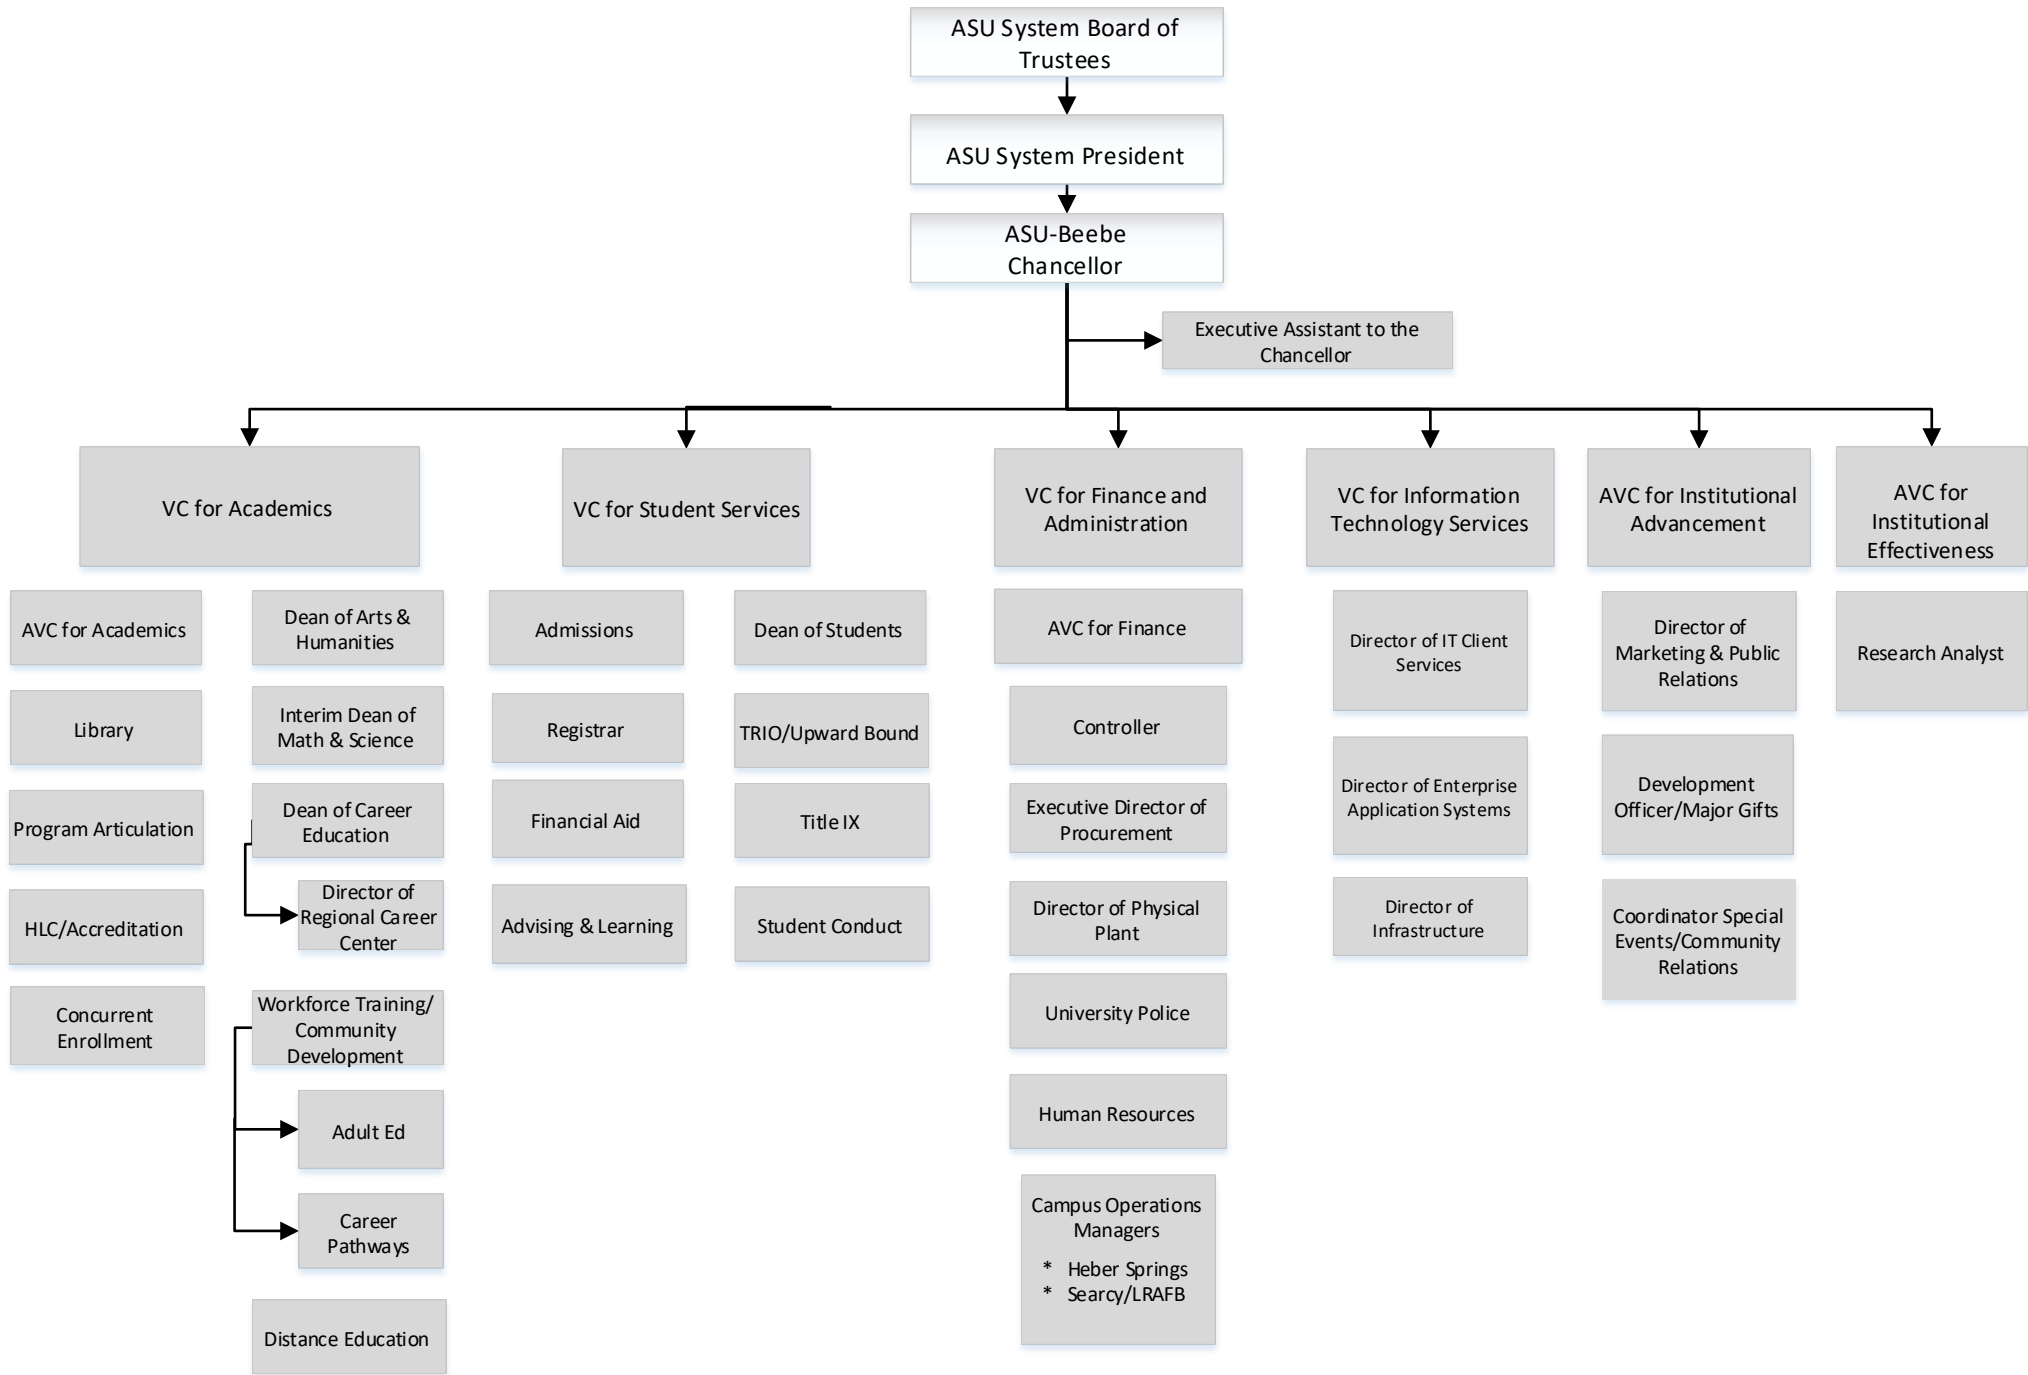 ASU System Board of
Trustees
ASU System President
ASU-Beebe
Chancellor
Executive Assistant to the
Chancellor
VC for Academics
AVC for Academics
Library
Program Articulation
HLC/Accreditation
Concurrent
Enrollment
Dean of Arts &
Humanities
Interim Dean of
Math & Science
Dean of Career
Education
Director of
Regional Career
Center
Workforce Training/
Community
Development
Adult Ed
Career
Pathways
Distance Education
VC for Student Services
Admissions
Registrar
Financial Aid
Advising & Learning
Dean of Students
TRIO/Upward Bound
Title IX
Student Conduct
VC for Finance and
Administration
AVC for Finance
Controller
Executive Director of
Procurement
Director of Physical
Plant
University Police
Human Resources
Campus Operations
Managers
* Heber Springs
* Searcy/LRAFB
VC for Information
Technology Services
Director of IT Client
Services
Director of Enterprise
Application Systems
Director of
Infrastructure
AVC for Institutional
Advancement
Director of
Marketing & Public
Relations
Development
Officer/Major Gifts
Coordinator Special
Events/Community
Relations
AVC for
Institutional
Effectiveness
Research Analyst